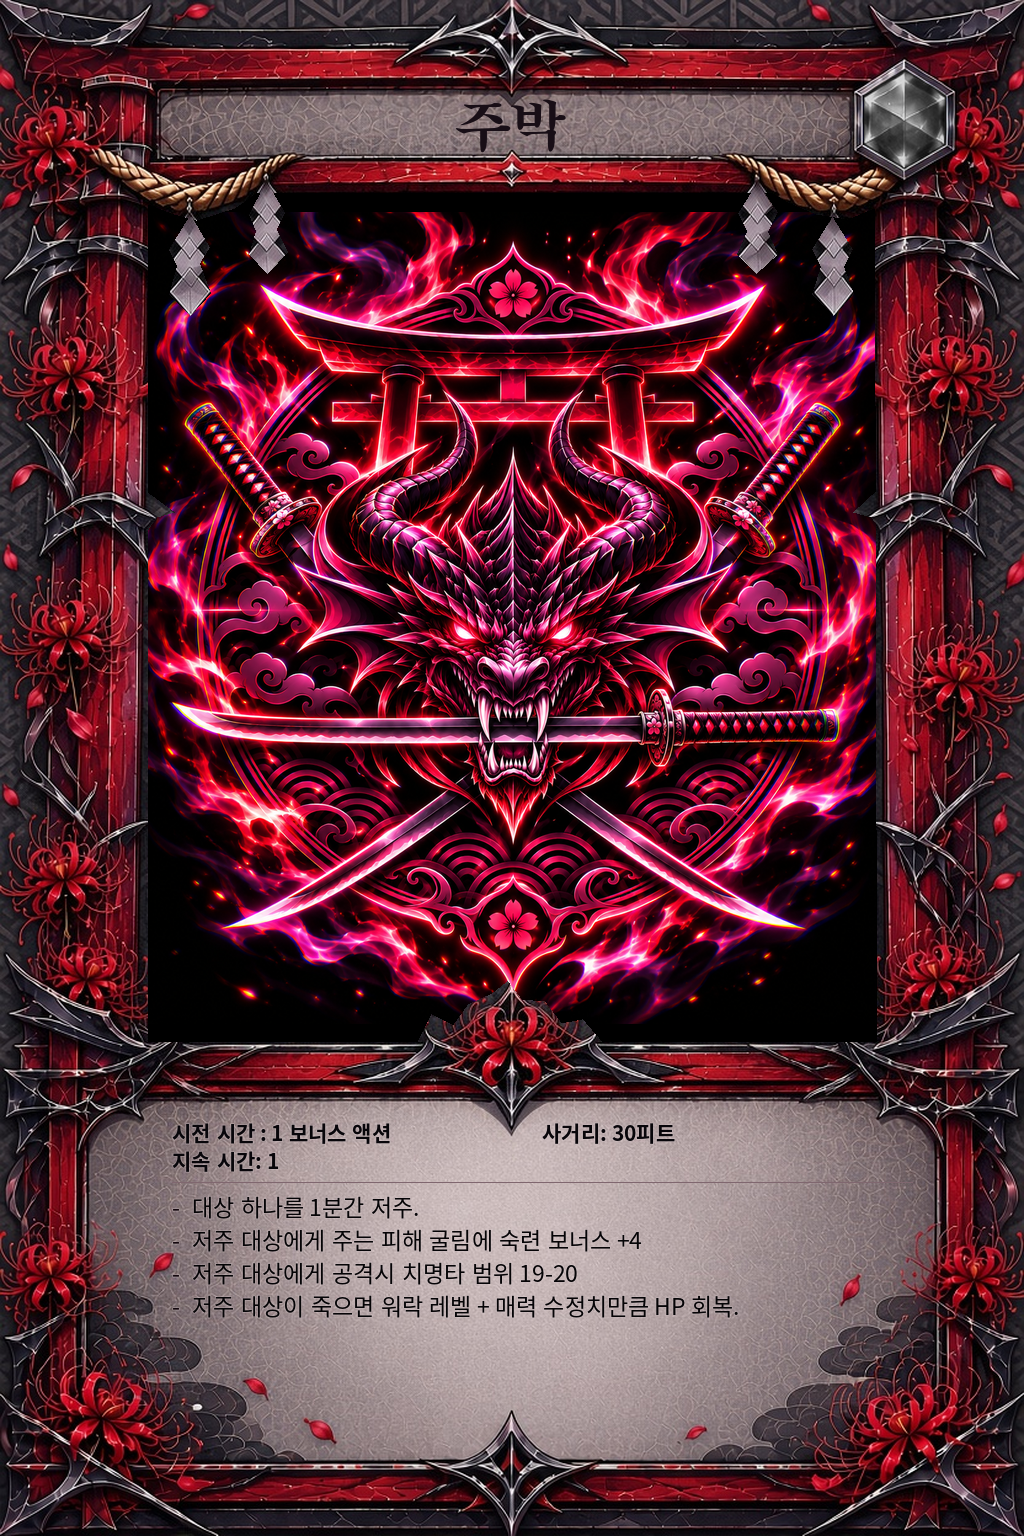 주박
시전 시간 : 1 보너스 액션 사거리: 30피트
지속 시간: 1
- 대상 하나를 1분간 저주.
- 저주 대상에게 주는 피해 굴림에 숙련 보너스 +4
- 저주 대상에게 공격시 치명타 범위 19-20
- 저주 대상이 죽으면 워락 레벨 + 매력 수정치만큼 HP 회복.